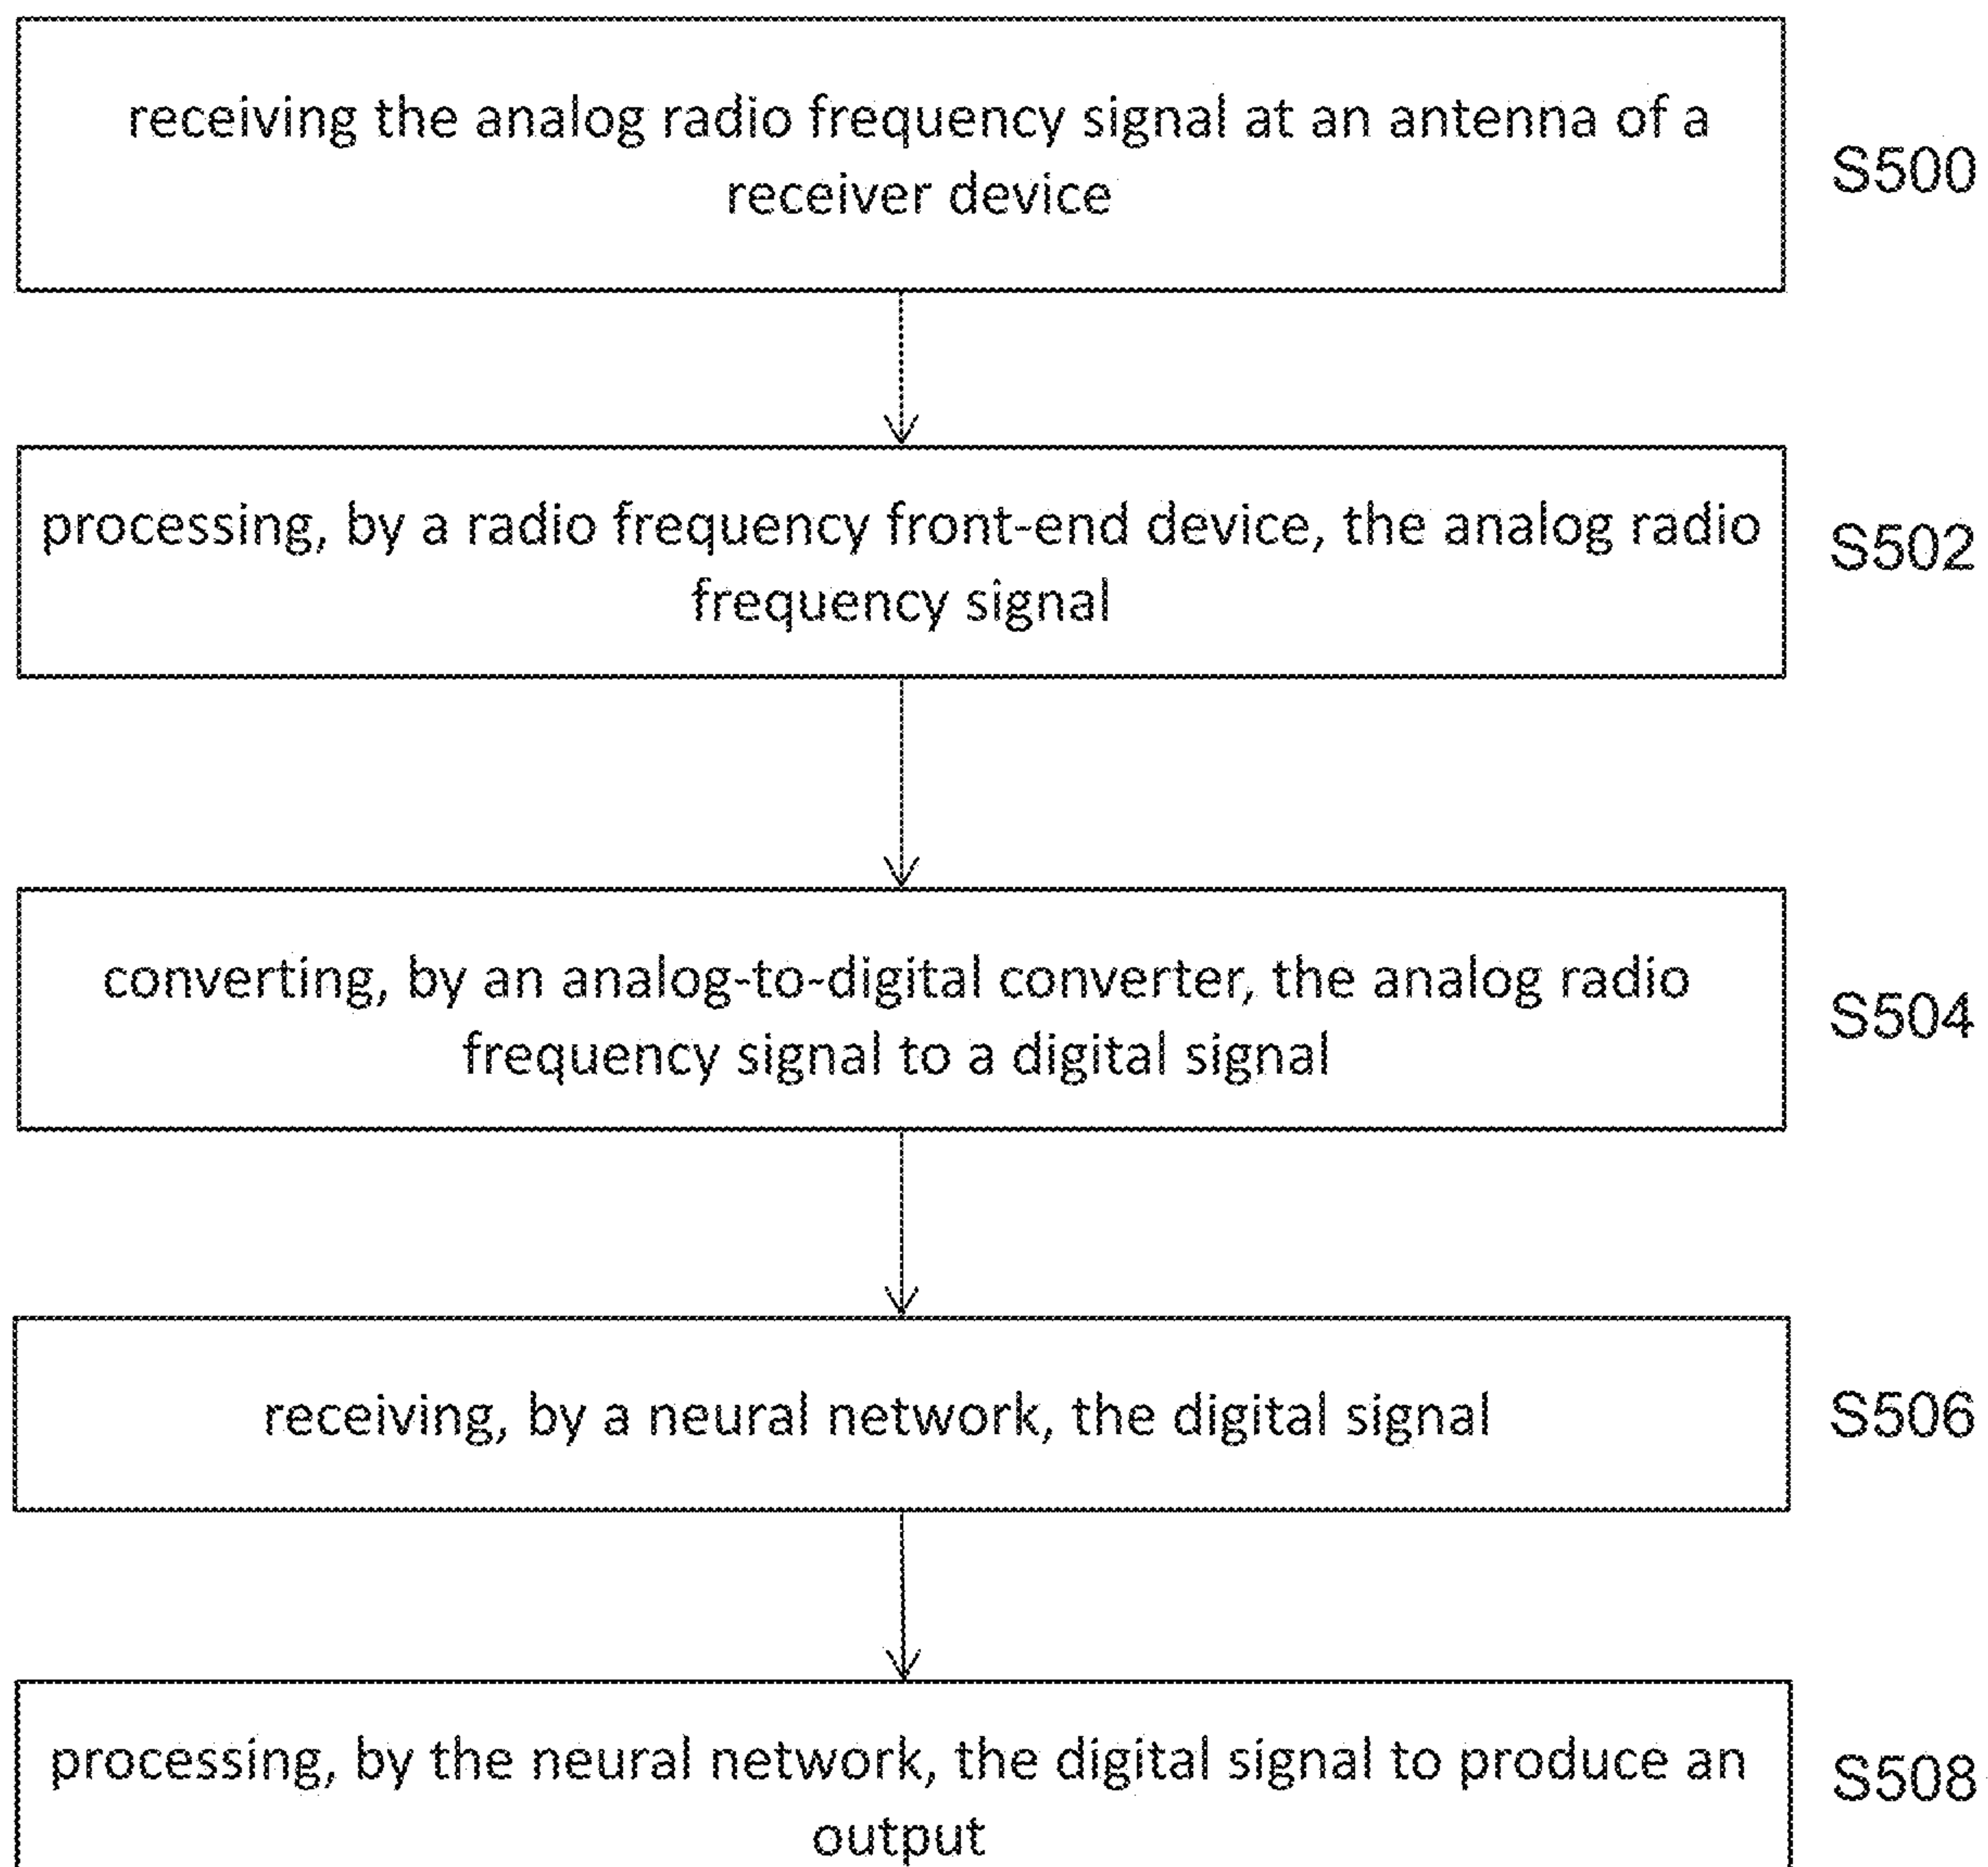 receiving the analog radio frequency signal at an antenna of a
receiver device
S500
processing, by a radio frequency front-end device, the analog radio
frequency signal
S502
converting, by an analog-to-digital converter, the analog radio
frequency signal to a digital signal
S504
receiving, by a neural network, the digital signal
S506
processing, by the neural network, the digital signal to produce an
output
S508